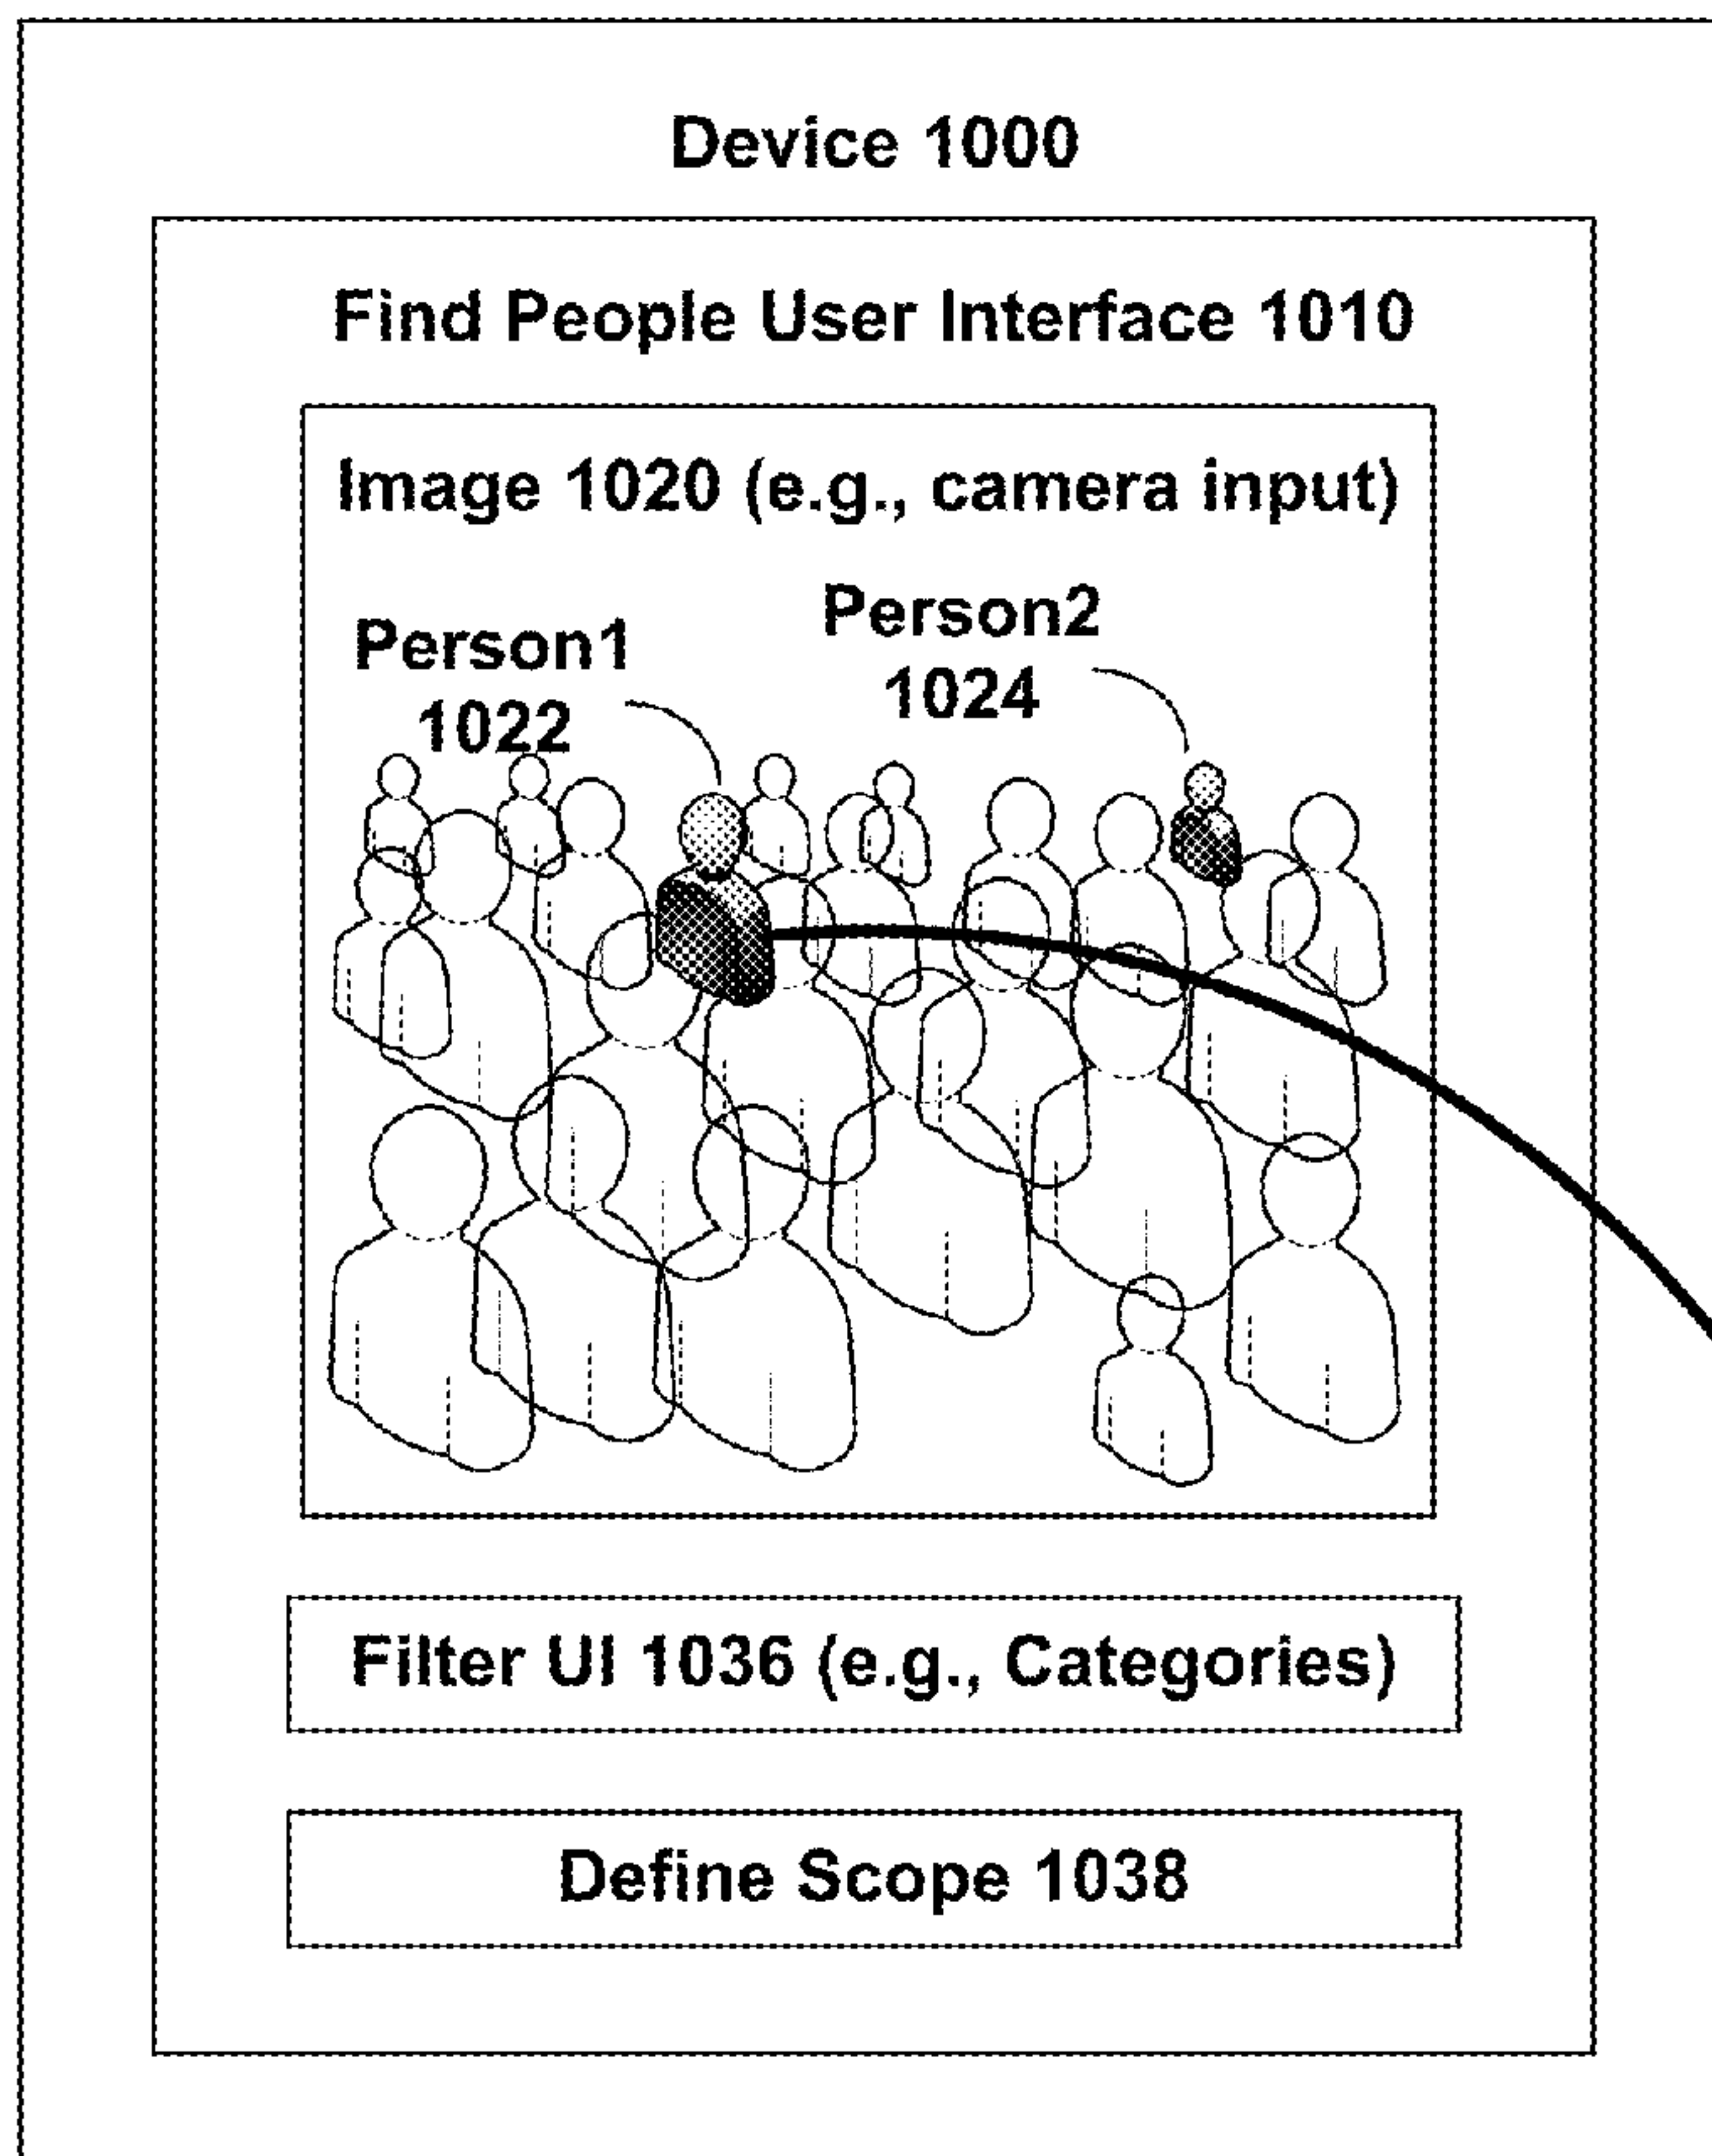 Device 1000
Find People User Interface 1010
Image 1020 (e.g., camera input)
Person1
1022
Person2
1024
Filter UI 1036 (e.g., Categories)
Define Scope 1038